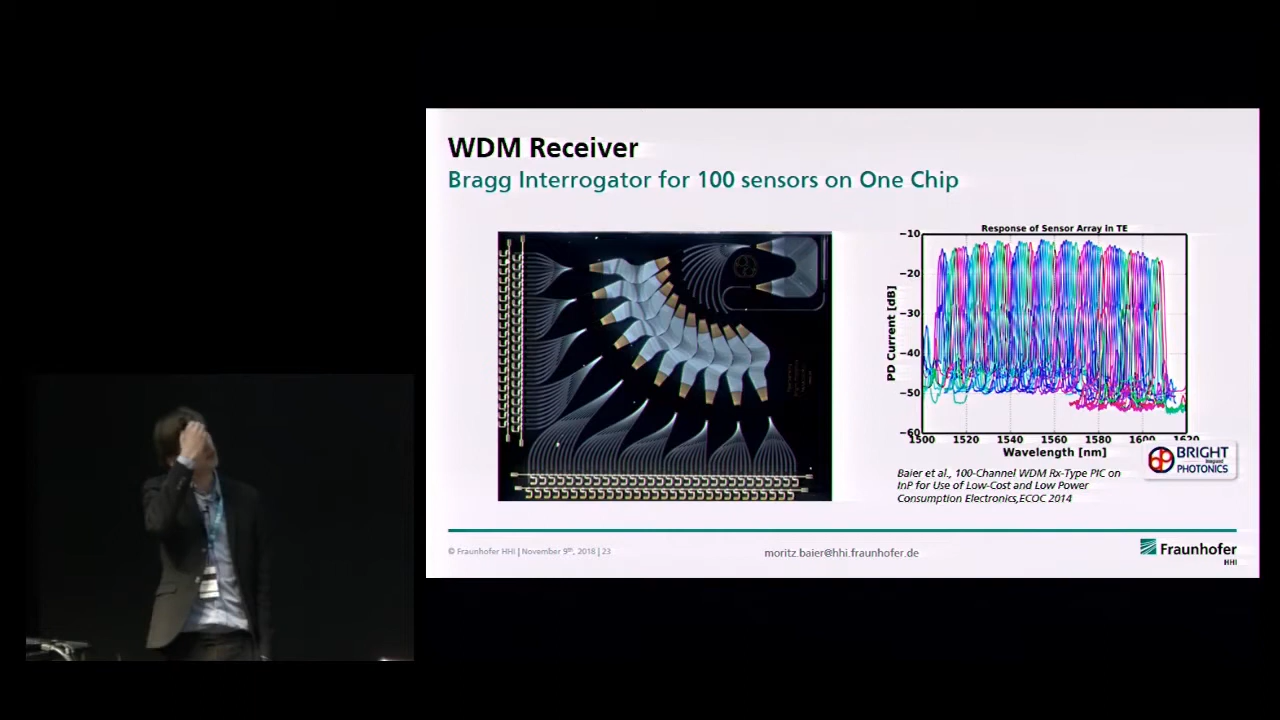 WDM Receiver
Bragg Interrogator for 100 sensors on One Chip
Response of Sensor Array in TE
−10
−20
−30
−40
−50
−60
PD Current [dB]
1500 1520 1540 1560 1580 1600 1620
Wavelength [nm]
BRIGHT
PHOTONICS
Baier et al., 100-Channel WDM Rx-Type PIC on
InP for Use of Low-Cost and Low Power
Consumption Electronics,ECOC 2014
© Fraunhofer HHI | November 9th, 2018 | 23
moritz.baier@hhi.fraunhofer.de
Fraunhofer
HHI